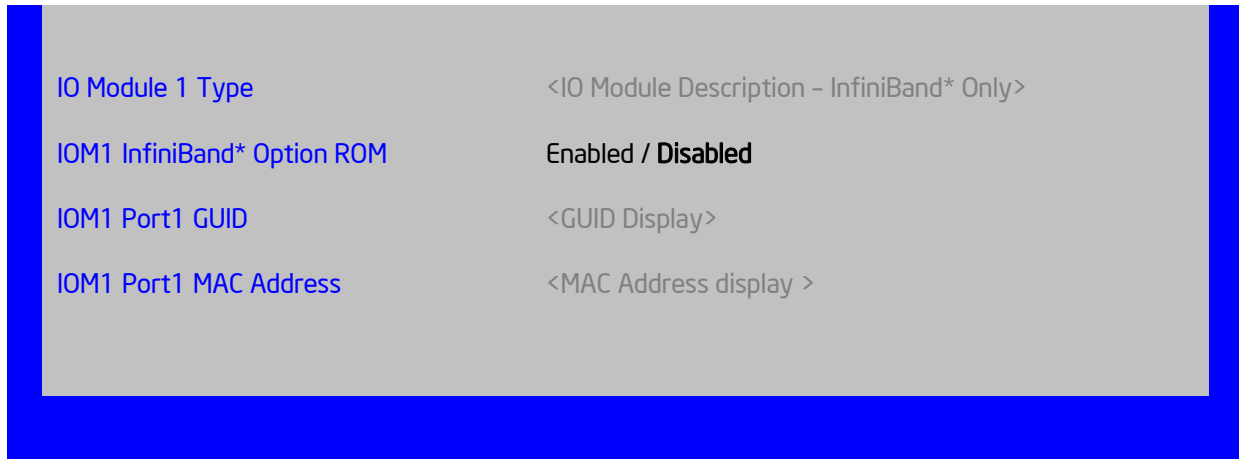 IO Module 1 Type <IO Module Description – InfiniBand* Only>
IOM1 InfiniBand* Option ROM Enabled / Disabled
IOM1 Port1 GUID <GUID Display>
IOM1 Port1 MAC Address <MAC Address display >